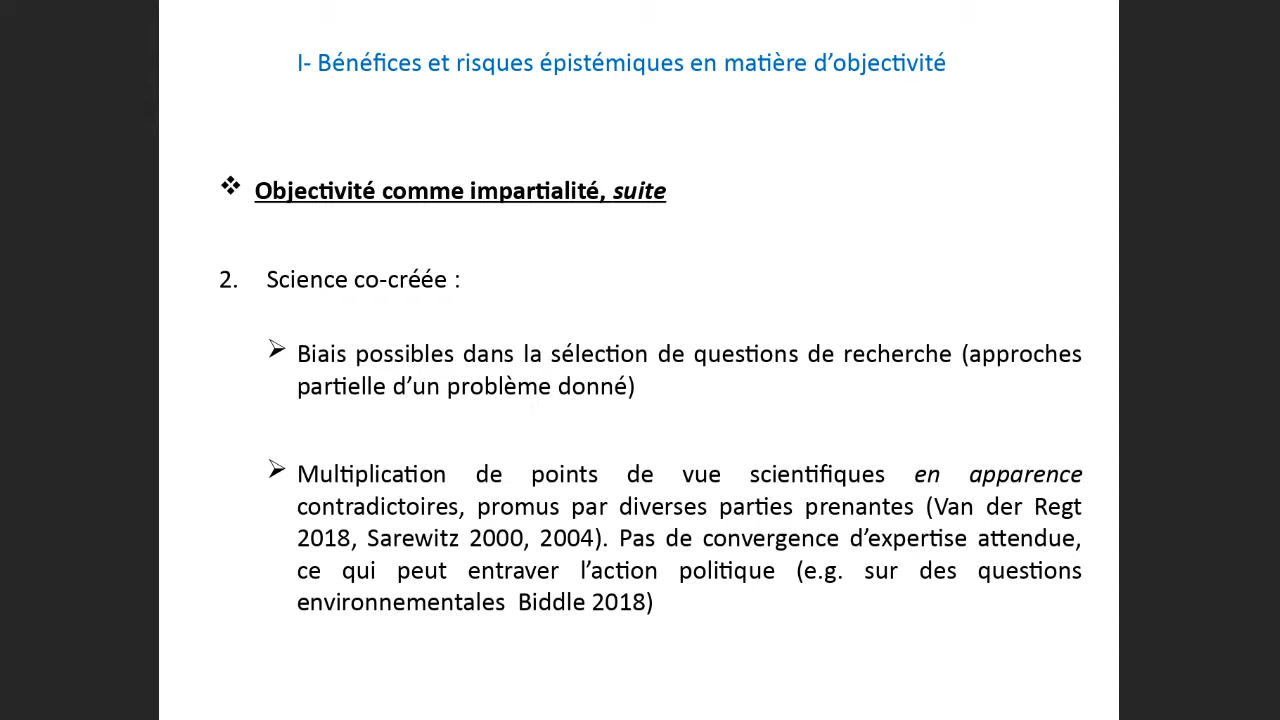 I- Bénéfices et risques épistémiques en matière d’objectivité
❖ Objectivité comme impartialité, suite
2. Science co-créée :
➢ Biais possibles dans la sélection de questions de recherche (approches
partielle d’un problème donné)
➢ Multiplication de points de vue scientifiques en apparence
contradictoires, promus par diverses parties prenantes (Van der Regt
2018, Sarewitz 2000, 2004). Pas de convergence d’expertise attendue,
ce qui peut entraver l’action politique (e.g. sur des questions
environnementales  Biddle 2018)